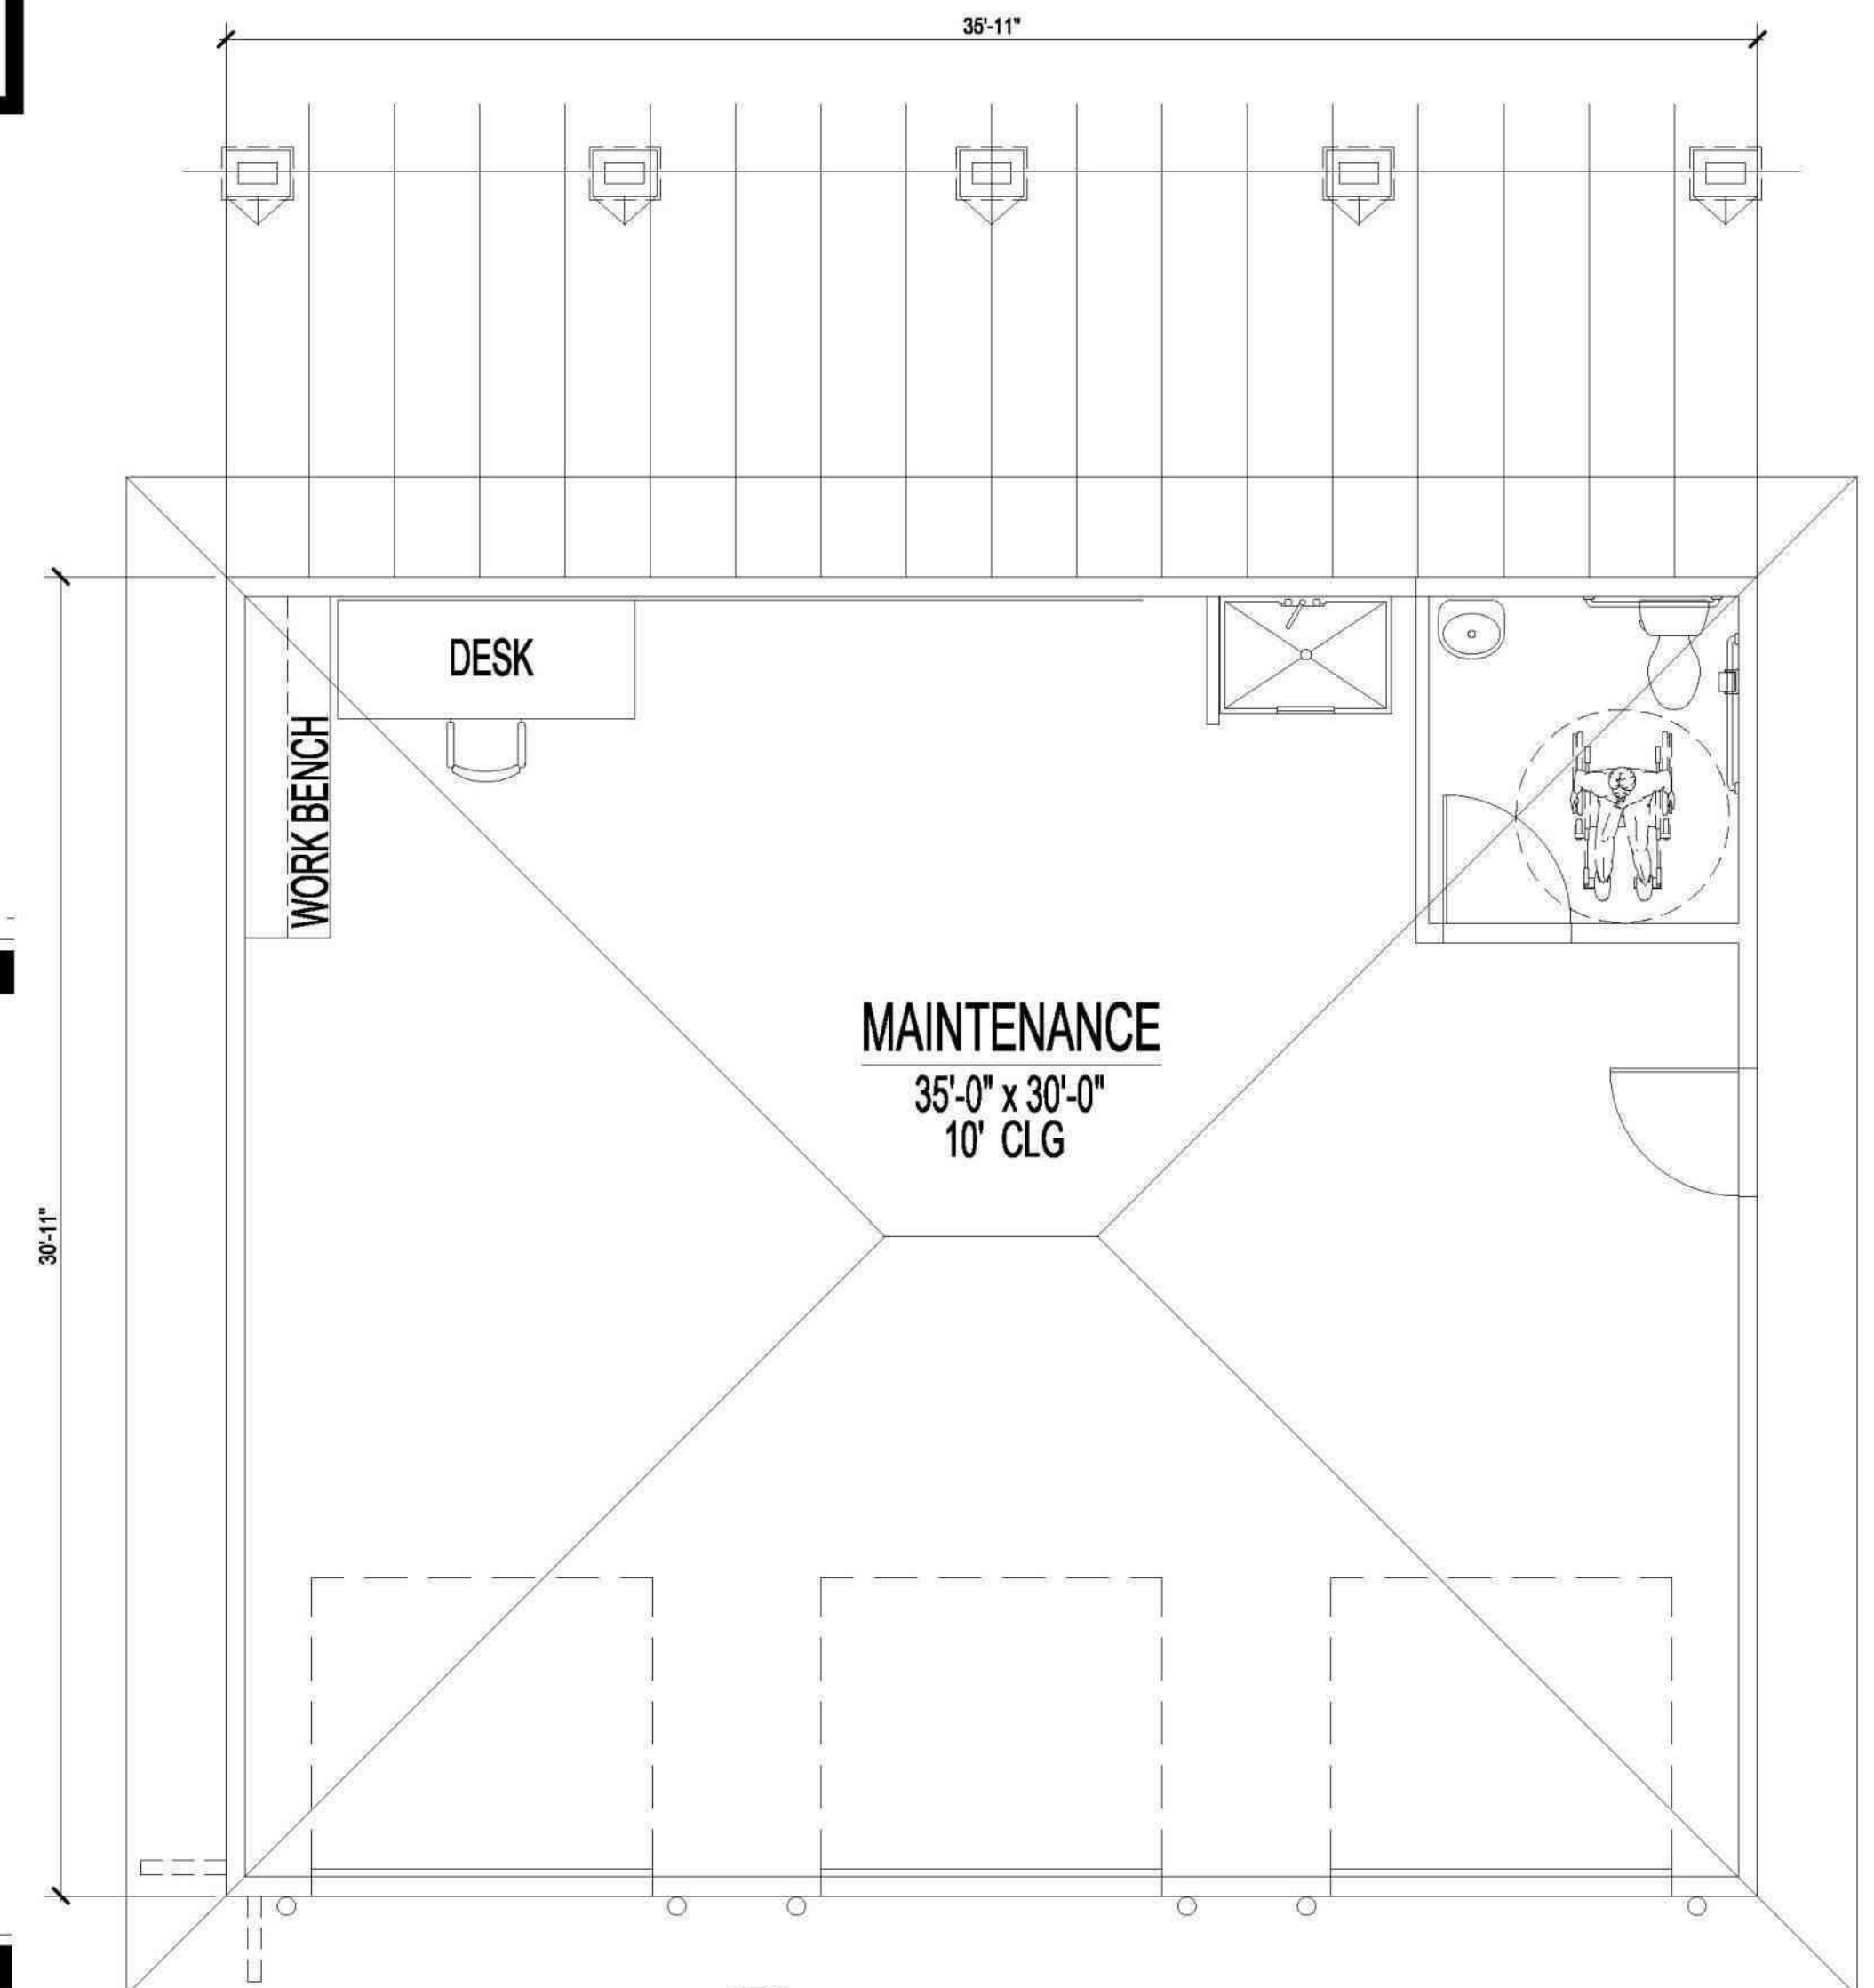 35'-11"
DESK
WORK BENCH
MAINTENANCE
35'-0" x 30'-0"
10' CLG
30'-11"